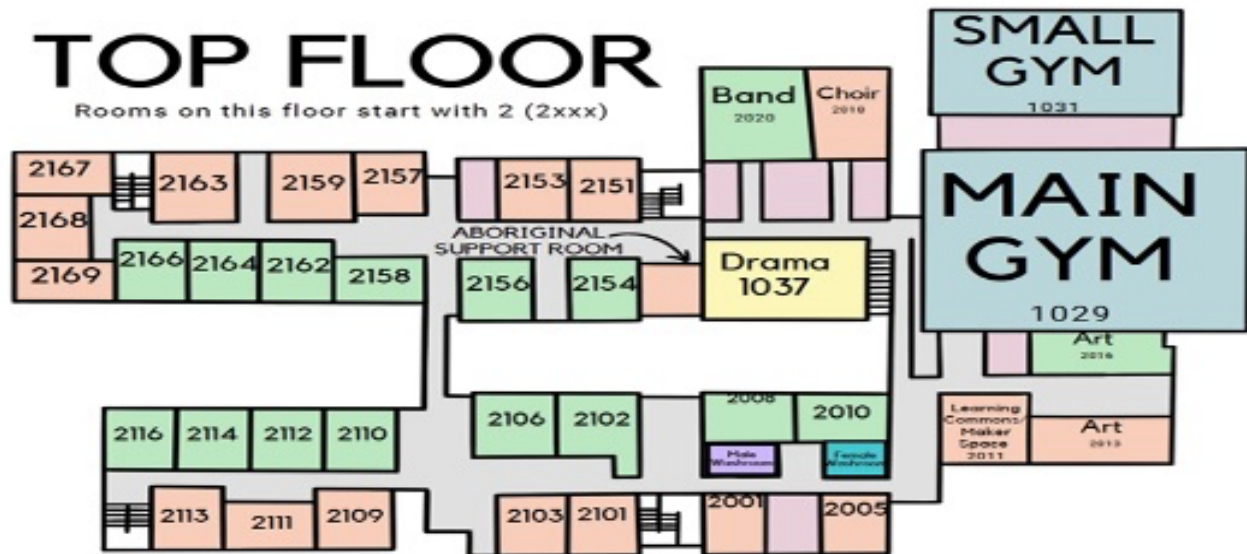 TOP FLOOR
Rooms on this floor start with 2 (2xxx)
SMALL
GYM
1031
Band
2020
Choir
MAIN
GYM
1029
2167
2163
2159
2157
2153
2151
2168
ABORIGINAL
SUPPORT ROOM
Drama
1037
2169
2166
2164
2162
2158
2156
2154
Art
2016
2116
2114
2112
2110
2106
2102
2008
2010
Learning
Commons/
Maker
Space
2011
Art
2013
Male
Washroom
Female
Washroom
2113
2111
2109
2103
2101
2001
2005